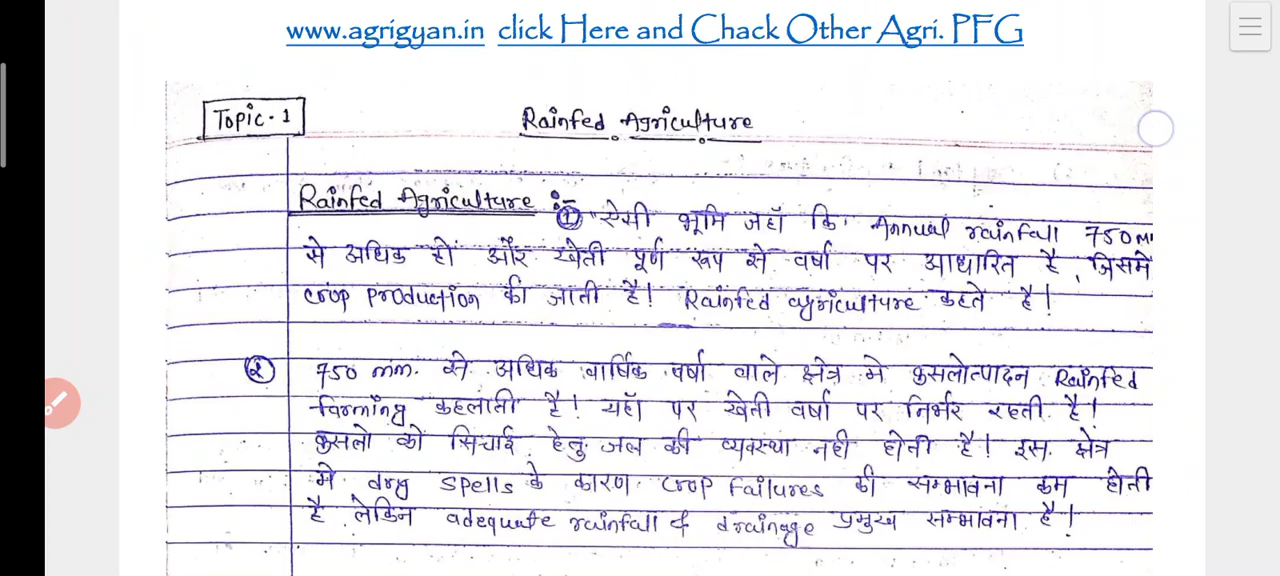 www.agrigyan.in click Here and Chack Other Agri. PFG
Topic - 1
Rainfed Agriculture
Rainfed Agriculture :-
① ऐसी भूमि जहाँ कि Annual rainfall 750 m
से अधिक हो और खेती पूर्ण रूप से वर्षा पर आधारित है, जिसमे
crop production की जाती है! Rainfed agriculture कहते है!
② 750 mm. से अधिक वार्षिक वर्षा वाले क्षेत्र मे फसलोत्पादन Rainfed
farming कहलाती है! यहाँ पर खेती वर्षा पर निर्भर रहती है!
फसलो को सिचाई हेतु जल की व्यवस्था नही होती है! इस क्षेत्र
मे dry spells के कारण crop failures की सम्भावना कम होती
है लेकिन adequate rainfall & drainage प्रमुख सम्भावना है!